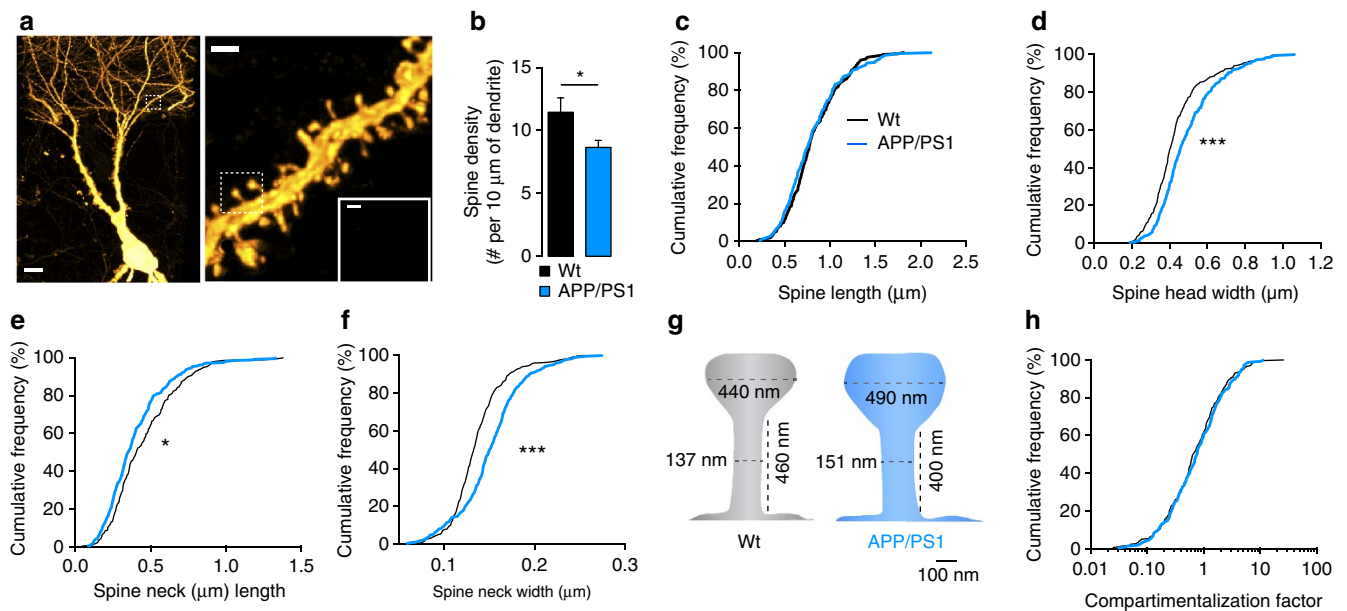 a
b
Spine density
(# per 10 µm of dendrite)
15
10
5
0
*
Wt
APP/PS1
c
Cumulative frequency (%)
100
80
60
40
20
0
Wt
APP/PS1
0.0 0.5 1.0 1.5 2.0 2.5
Spine length (µm)
d
Cumulative frequency (%)
100
80
60
40
20
0
***
0.0 0.2 0.4 0.6 0.8 1.0 1.2
Spine head width (µm)
e
Cumulative frequency (%)
100
80
60
40
20
0
*
0.0 0.5 1.0 1.5
Spine neck (µm) length
f
Cumulative frequency (%)
100
80
60
40
20
0
***
0.1 0.2 0.3
Spine neck width (µm)
g
440 nm
137 nm
460 nm
Wt
490 nm
151 nm
400 nm
APP/PS1
100 nm
h
Cumulative frequency (%)
100
80
60
40
20
0
0.01 0.10 1 10 100
Compartimentalization factor